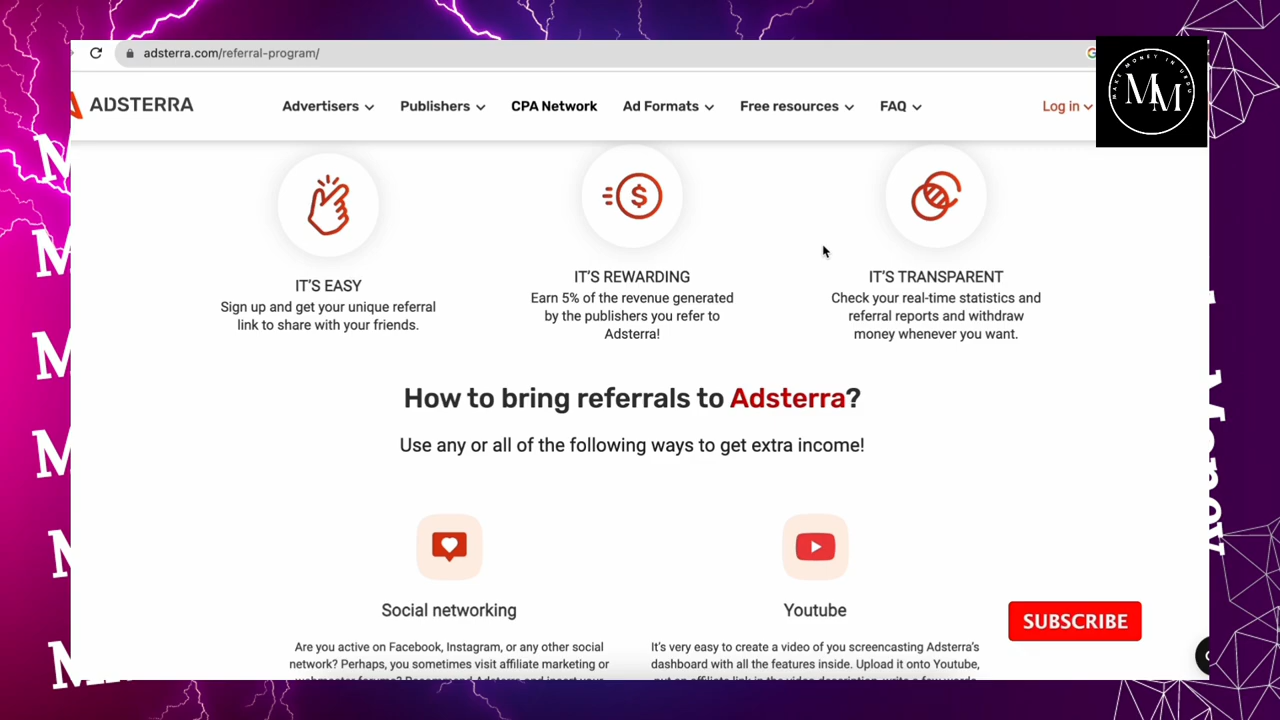 adsterra.com/referral-program/
ADSTERRA
Advertisers
Publishers
CPA Network
Ad Formats
Free resources
FAQ
Log in
MAKE MONEY IN URDU
MM
IT'S EASY
Sign up and get your unique referral
link to share with your friends.
IT'S REWARDING
Earn 5% of the revenue generated
by the publishers you refer to
Adsterra!
IT'S TRANSPARENT
Check your real-time statistics and
referral reports and withdraw
money whenever you want.
How to bring referrals to Adsterra?
Use any or all of the following ways to get extra income!
Social networking
Are you active on Facebook, Instagram, or any other social
network? Perhaps, you sometimes visit affiliate marketing or
Youtube
It's very easy to create a video of you screencasting Adsterra's
dashboard with all the features inside. Upload it onto Youtube,
SUBSCRIBE